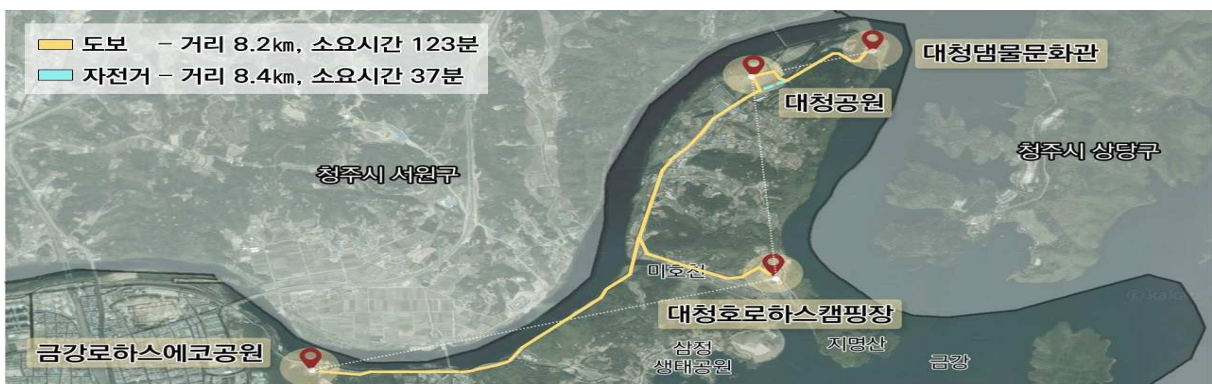 도보 - 거리 8.2㎞, 소요시간 123분
자전거 - 거리 8.4㎞, 소요시간 37분
대청댐물문화관
대청공원
청주시 서원구
청주시 상당구
미호천
대청호로하스캠핑장
금강로하스에코공원
삼정
생태공원
지명산
금강